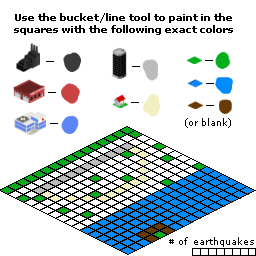 Use the bucket/line tool to paint in the
squares with the following exact colors
(or blank)
# of earthquakes